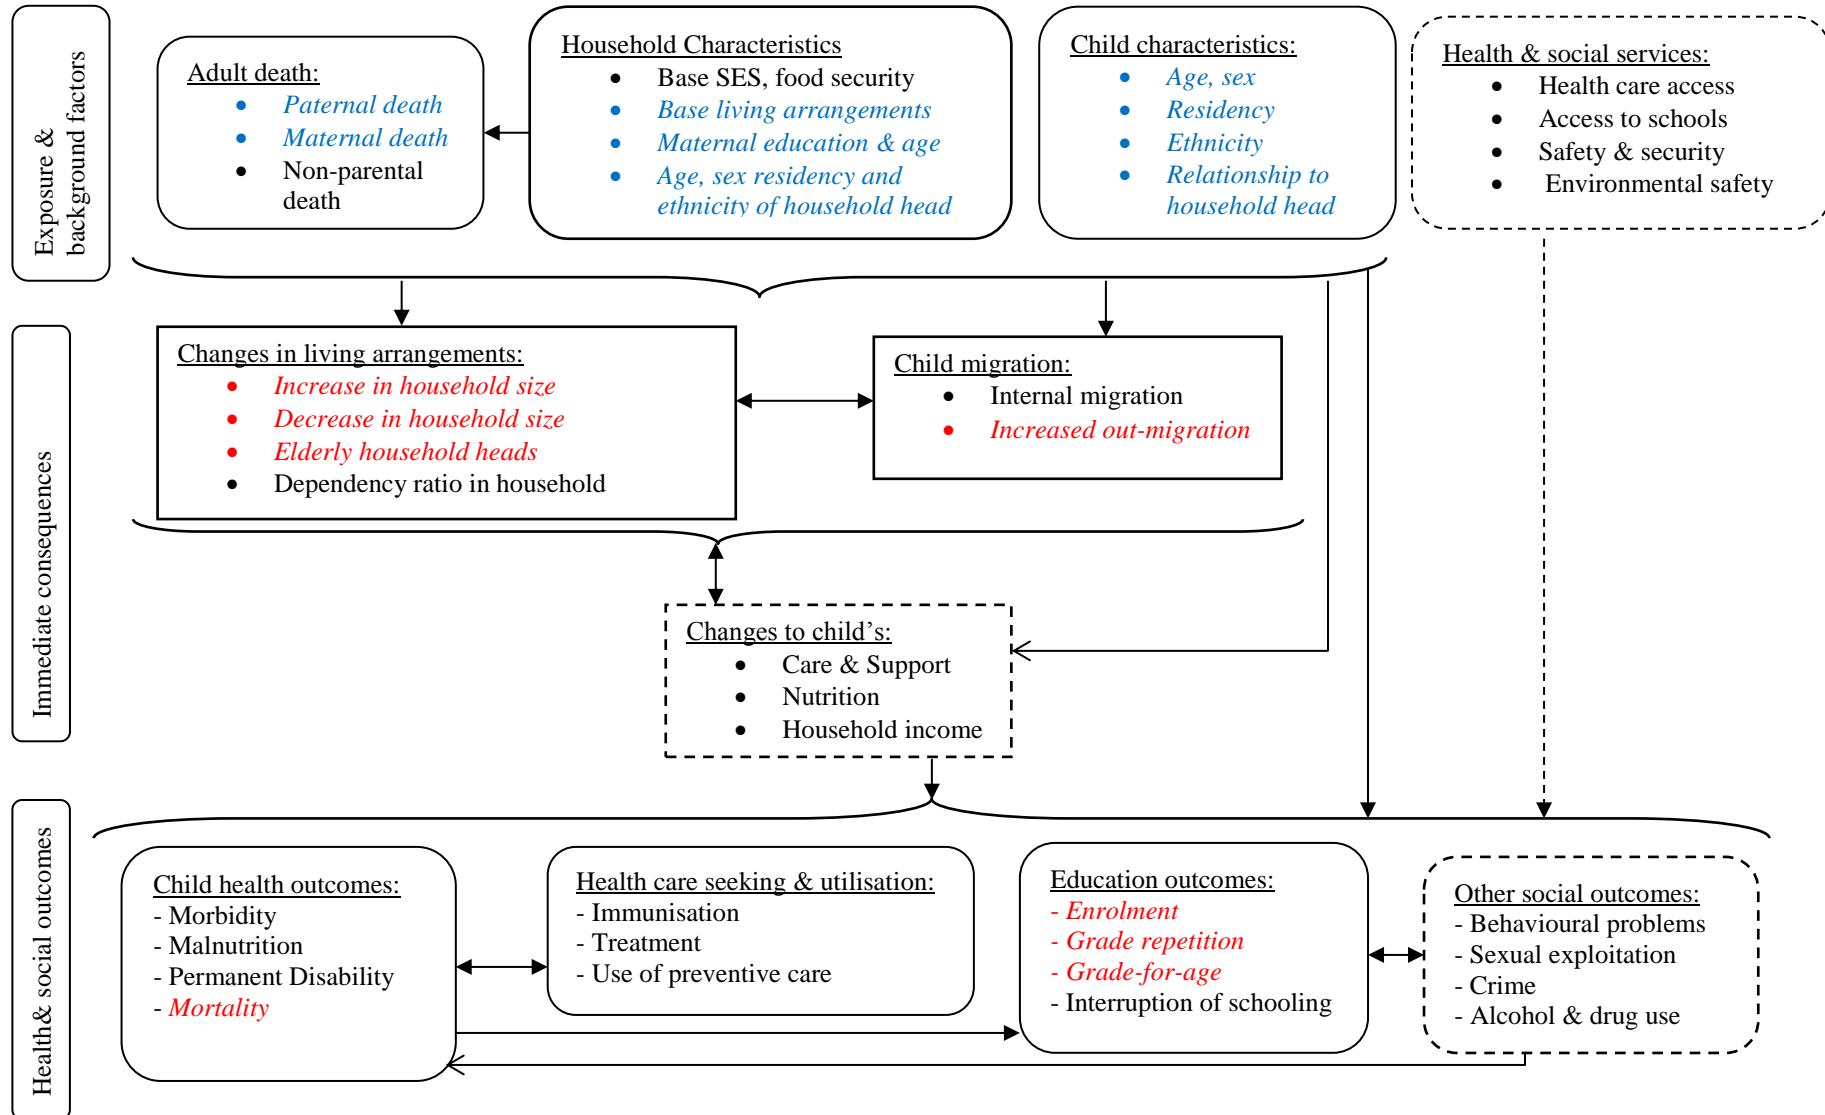 Exposure &
background factors
Adult death:
• Paternal death
• Maternal death
• Non-parental
death
Household Characteristics
• Base SES, food security
• Base living arrangements
• Maternal education & age
• Age, sex residency and
ethnicity of household head
Child characteristics:
• Age, sex
• Residency
• Ethnicity
• Relationship to
household head
Health & social services:
• Health care access
• Access to schools
• Safety & security
• Environmental safety
Immediate consequences
Changes in living arrangements:
• Increase in household size
• Decrease in household size
• Elderly household heads
• Dependency ratio in household
Child migration:
• Internal migration
• Increased out-migration
Changes to child’s:
• Care & Support
• Nutrition
• Household income
Health& social outcomes
Child health outcomes:
- Morbidity
- Malnutrition
- Permanent Disability
- Mortality
Health care seeking & utilisation:
- Immunisation
- Treatment
- Use of preventive care
Education outcomes:
- Enrolment
- Grade repetition
- Grade-for-age
- Interruption of schooling
Other social outcomes:
- Behavioural problems
- Sexual exploitation
- Crime
- Alcohol & drug use